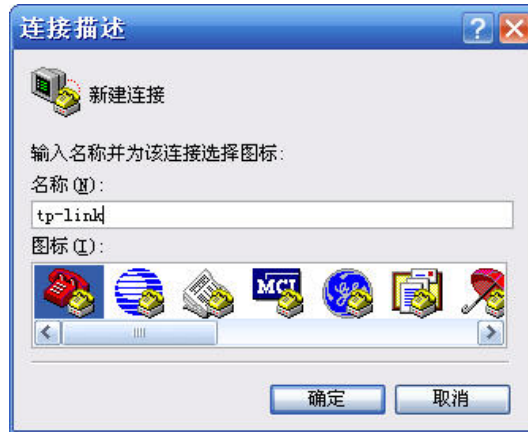 连接描述
新建连接
输入名称并为该连接选择图标:
名称(N):
tp-link
图标(I):
MCI
确定
取消